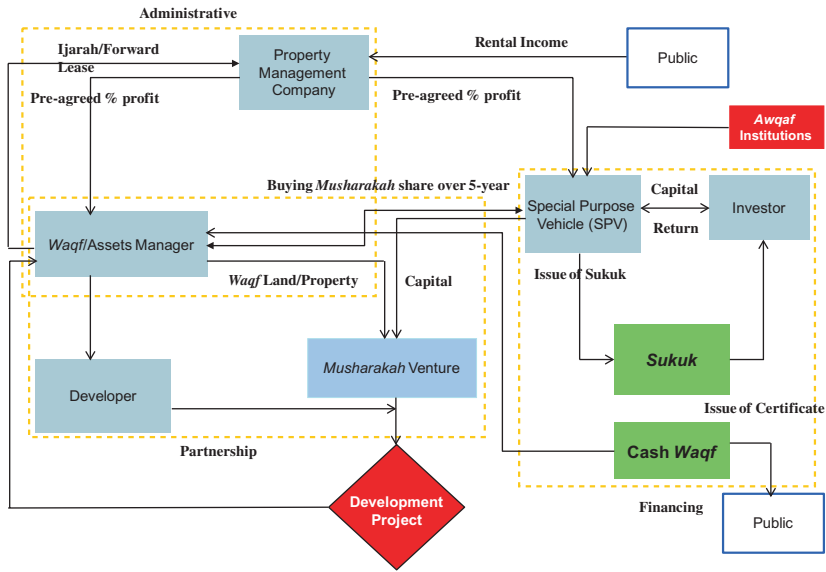 Administrative
Ijarah/Forward
Lease
Property
Management
Company
Rental Income
Public
Pre-agreed % profit
Pre-agreed % profit
Awqaf
Institutions
Buying Musharakah share over 5-year
Waqf/Assets Manager
Special Purpose
Vehicle (SPV)
Capital
Return
Investor
Waqf Land/Property
Capital
Issue of Sukuk
Developer
Musharakah Venture
Sukuk
Issue of Certificate
Partnership
Cash Waqf
Development
Project
Financing
Public